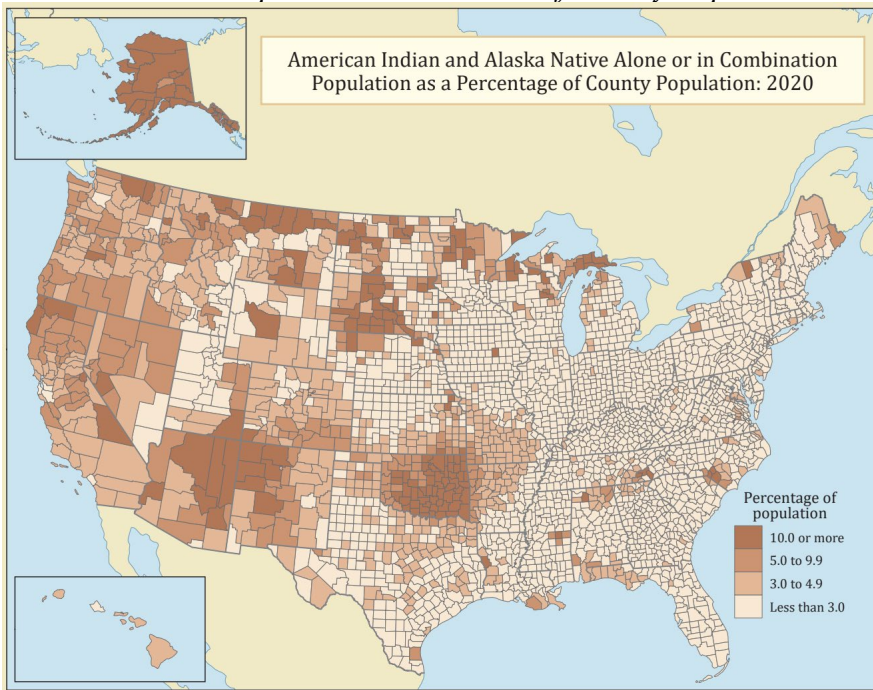 American Indian and Alaska Native Alone or in Combination
Population as a Percentage of County Population: 2020
Percentage of
population
10.0 or more
5.0 to 9.9
3.0 to 4.9
Less than 3.0